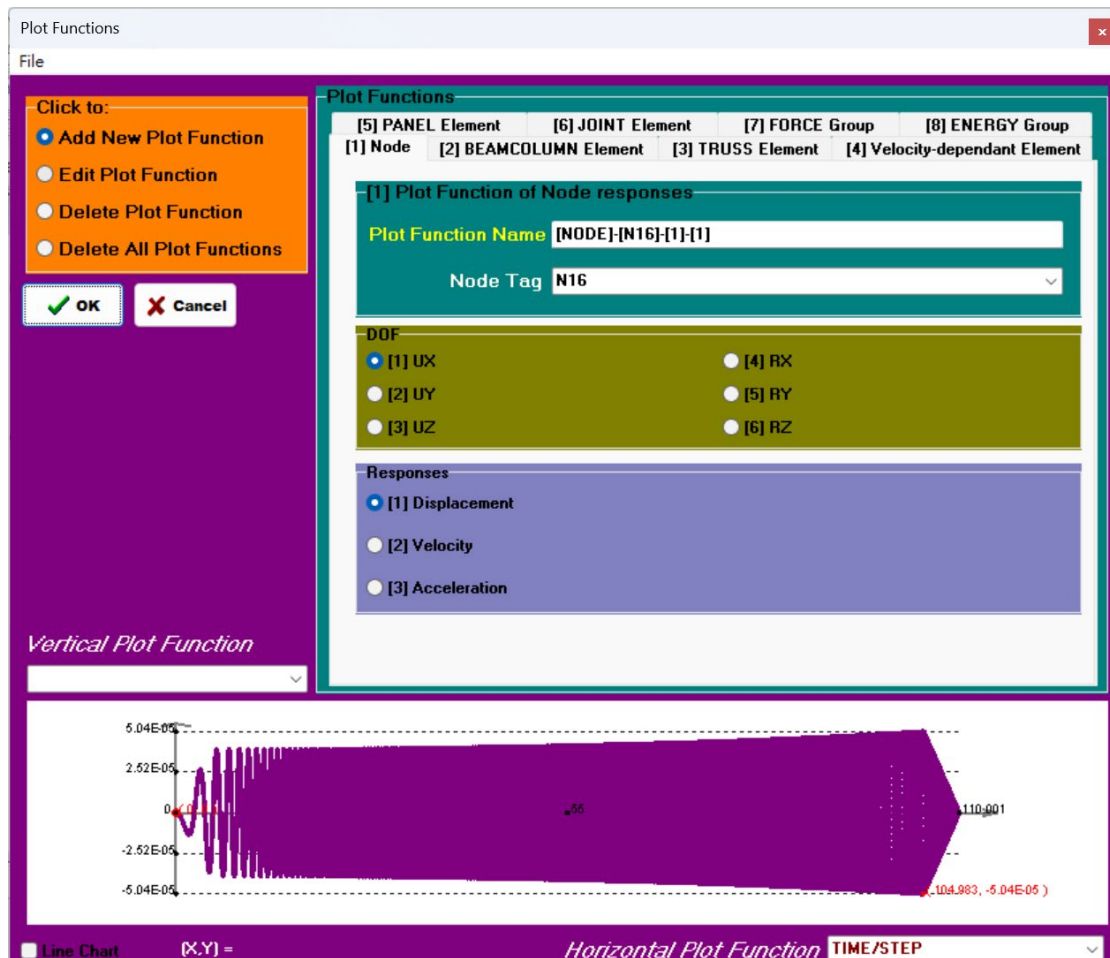 Plot Functions
x
File
Click to:
Add New Plot Function
Edit Plot Function
Delete Plot Function
Delete All Plot Functions
OK
Cancel
Plot Functions
[5] PANEL Element
[6] JOINT Element
[7] FORCE Group
[8] ENERGY Group
[1] Node
[2] BEAMCOLUMN Element
[3] TRUSS Element
[4] Velocity-dependant Element
[1] Plot Function of Node responses
Plot Function Name [NODE]-[N16]-[1]-[1]
Node Tag N16
DOF
[1] UX
[4] RX
[2] UY
[5] RY
[3] UZ
[6] RZ
Responses
[1] Displacement
[2] Velocity
[3] Acceleration
Vertical Plot Function
5.04E-05
2.52E-05
0
55
110.001
-2.52E-05
-5.04E-05
( 104.983, -5.04E-05 )
Line Chart
(X,Y) =
Horizontal Plot Function TIME/STEP